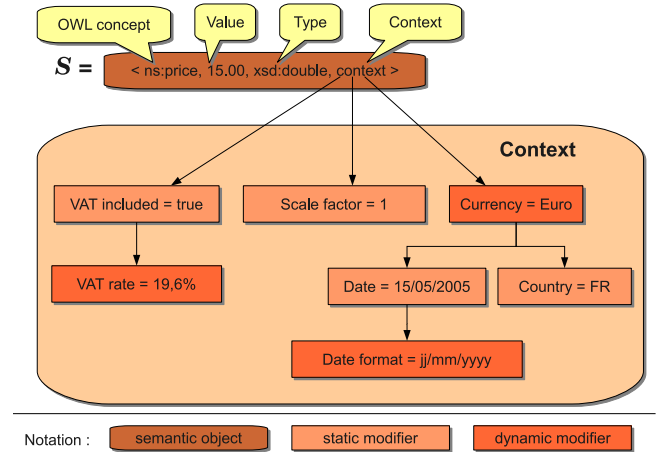 OWL concept Value Type Context
S = < ns:price, 15.00, xsd:double, context >
Context
VAT included = true Scale factor = 1 Currency = Euro
VAT rate = 19,6% Date = 15/05/2005 Country = FR
Date format = jj/mm/yyyy
Notation : semantic object static modifier dynamic modifier